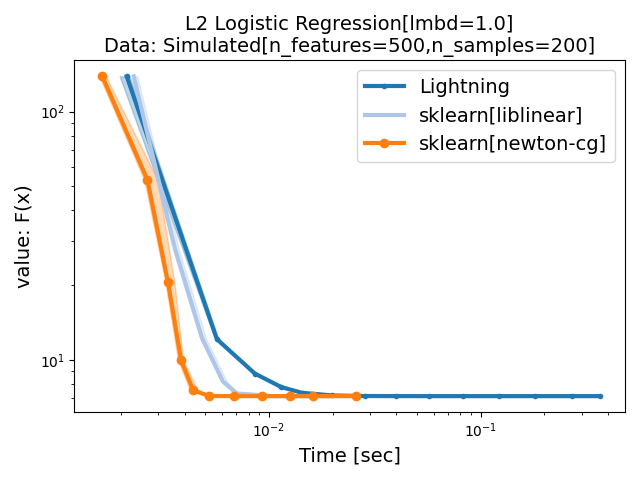 L2 Logistic Regression[lmbd=1.0]
Data: Simulated[n_features=500,n_samples=200]
Lightning
sklearn[liblinear]
sklearn[newton-cg]
value: F(x)
10²
10¹
10⁻²
10⁻¹
Time [sec]